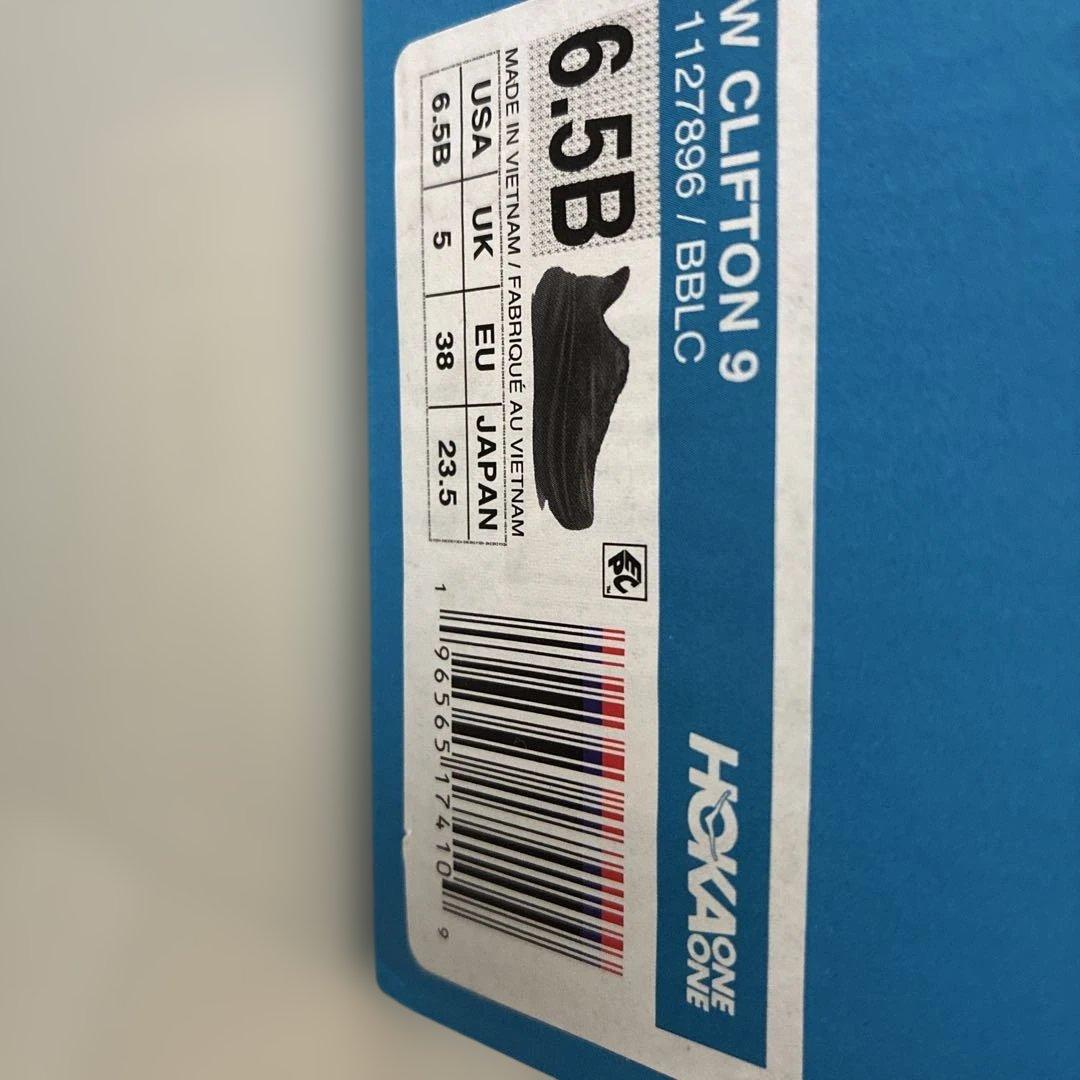 W CLIFTON 9
1127896 / BBLC
HOKA
ONE
ONE
6.5B
ECP™
MADE IN VIETNAM / FABRIQUÉ AU VIETNAM
USA UK EU JAPAN
6.5B 5 38 23.5
1 96565 17410 9